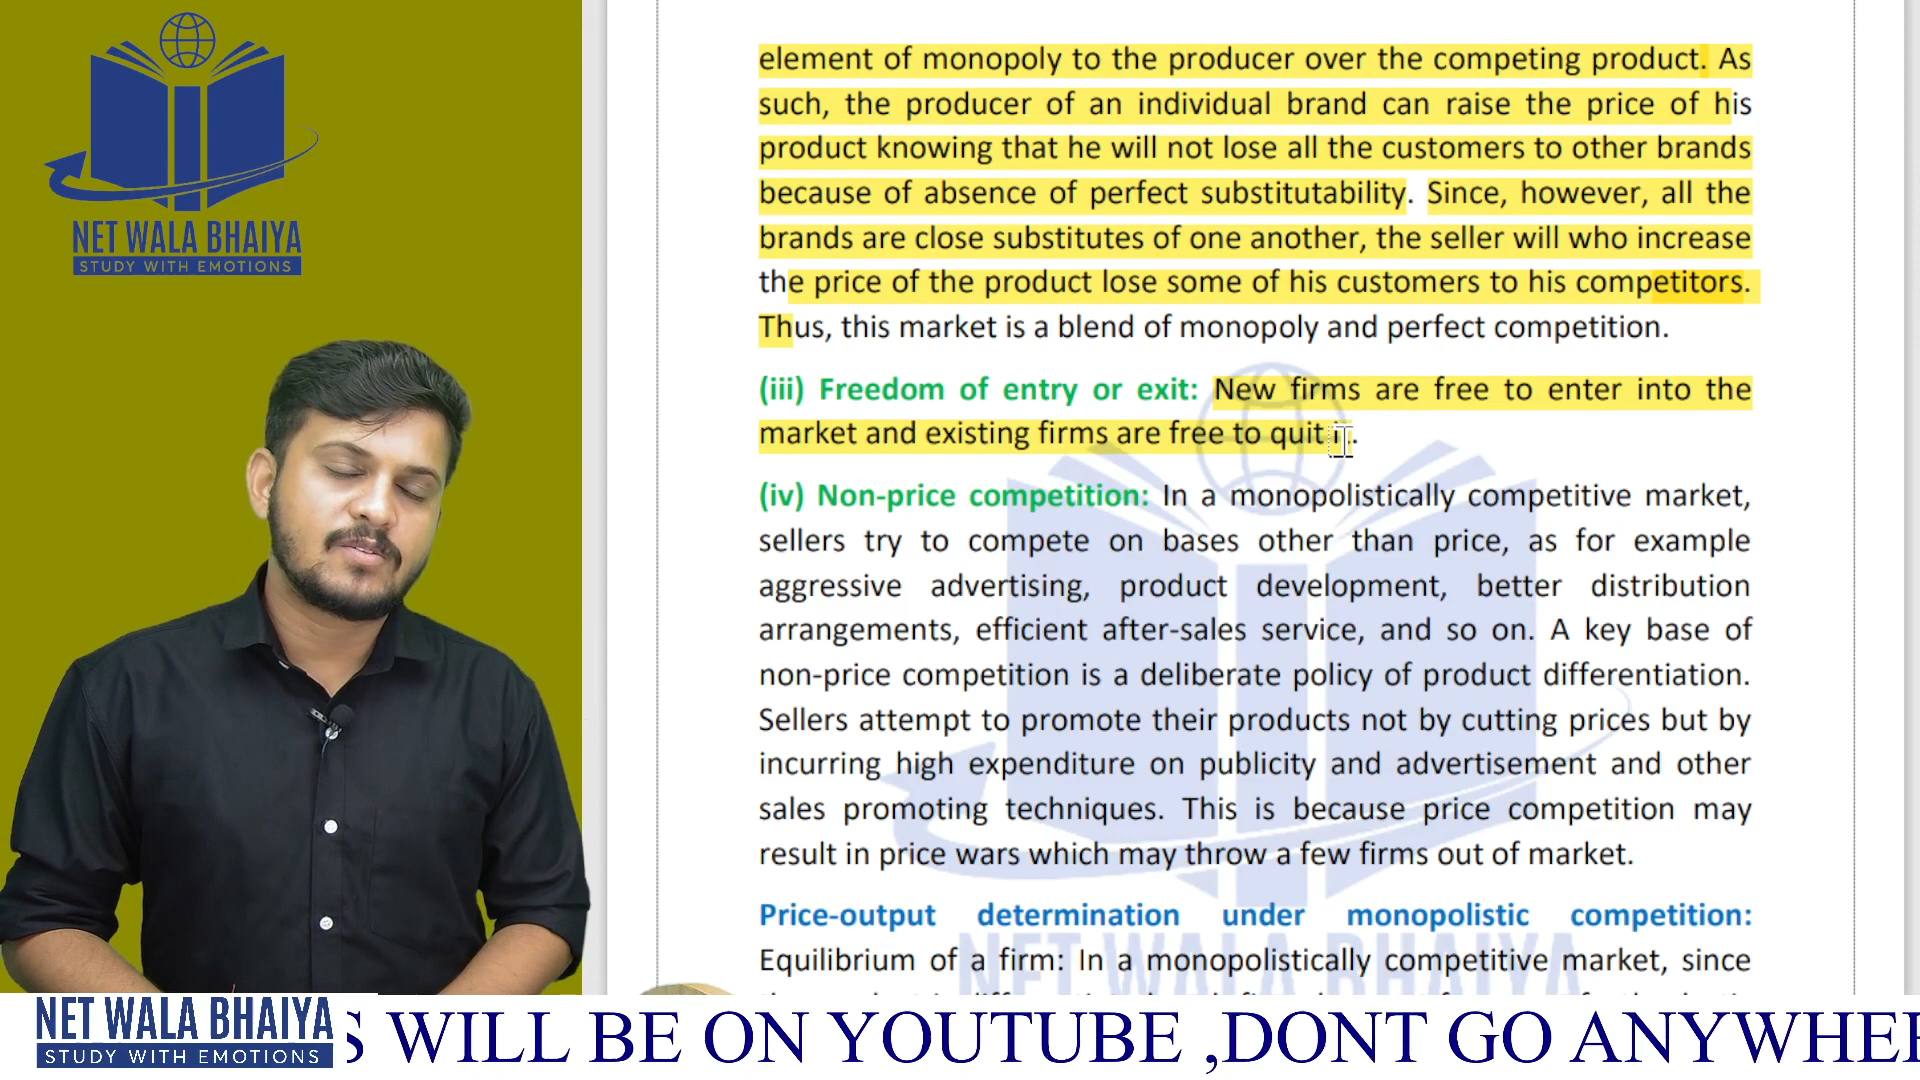 element of monopoly to the producer over the competing product. As
such, the producer of an individual brand can raise the price of his
product knowing that he will not lose all the customers to other brands
because of absence of perfect substitutability. Since, however, all the
brands are close substitutes of one another, the seller will who increase
the price of the product lose some of his customers to his competitors.
Thus, this market is a blend of monopoly and perfect competition.
(iii) Freedom of entry or exit: New firms are free to enter into the
market and existing firms are free to quit
(iv) Non-price competition: In a monopolistically competitive market,
sellers try to compete on bases other than price, as for example
aggressive advertising, product development, better distribution
arrangements, efficient after-sales service, and so on. A key base of
non-price competition is a deliberate policy of product differentiation.
Sellers attempt to promote their products not by cutting prices but by
incurring high expenditure on publicity and advertisement and other
sales promoting techniques. This is because price competition may
result in price wars which may throw a few firms out of market.
Price-output determination under monopolistic competition:
Equilibrium of a firm: In a monopolistically competitive market, since
NET WALA BHAIYA
NET WALA BHAIYA
STUDY WITH EMOTIONS
NET WALA BHAIYA
STUDY WITH EMOTIONS
S WILL BE ON YOUTUBE ,DONT GO ANYWHE